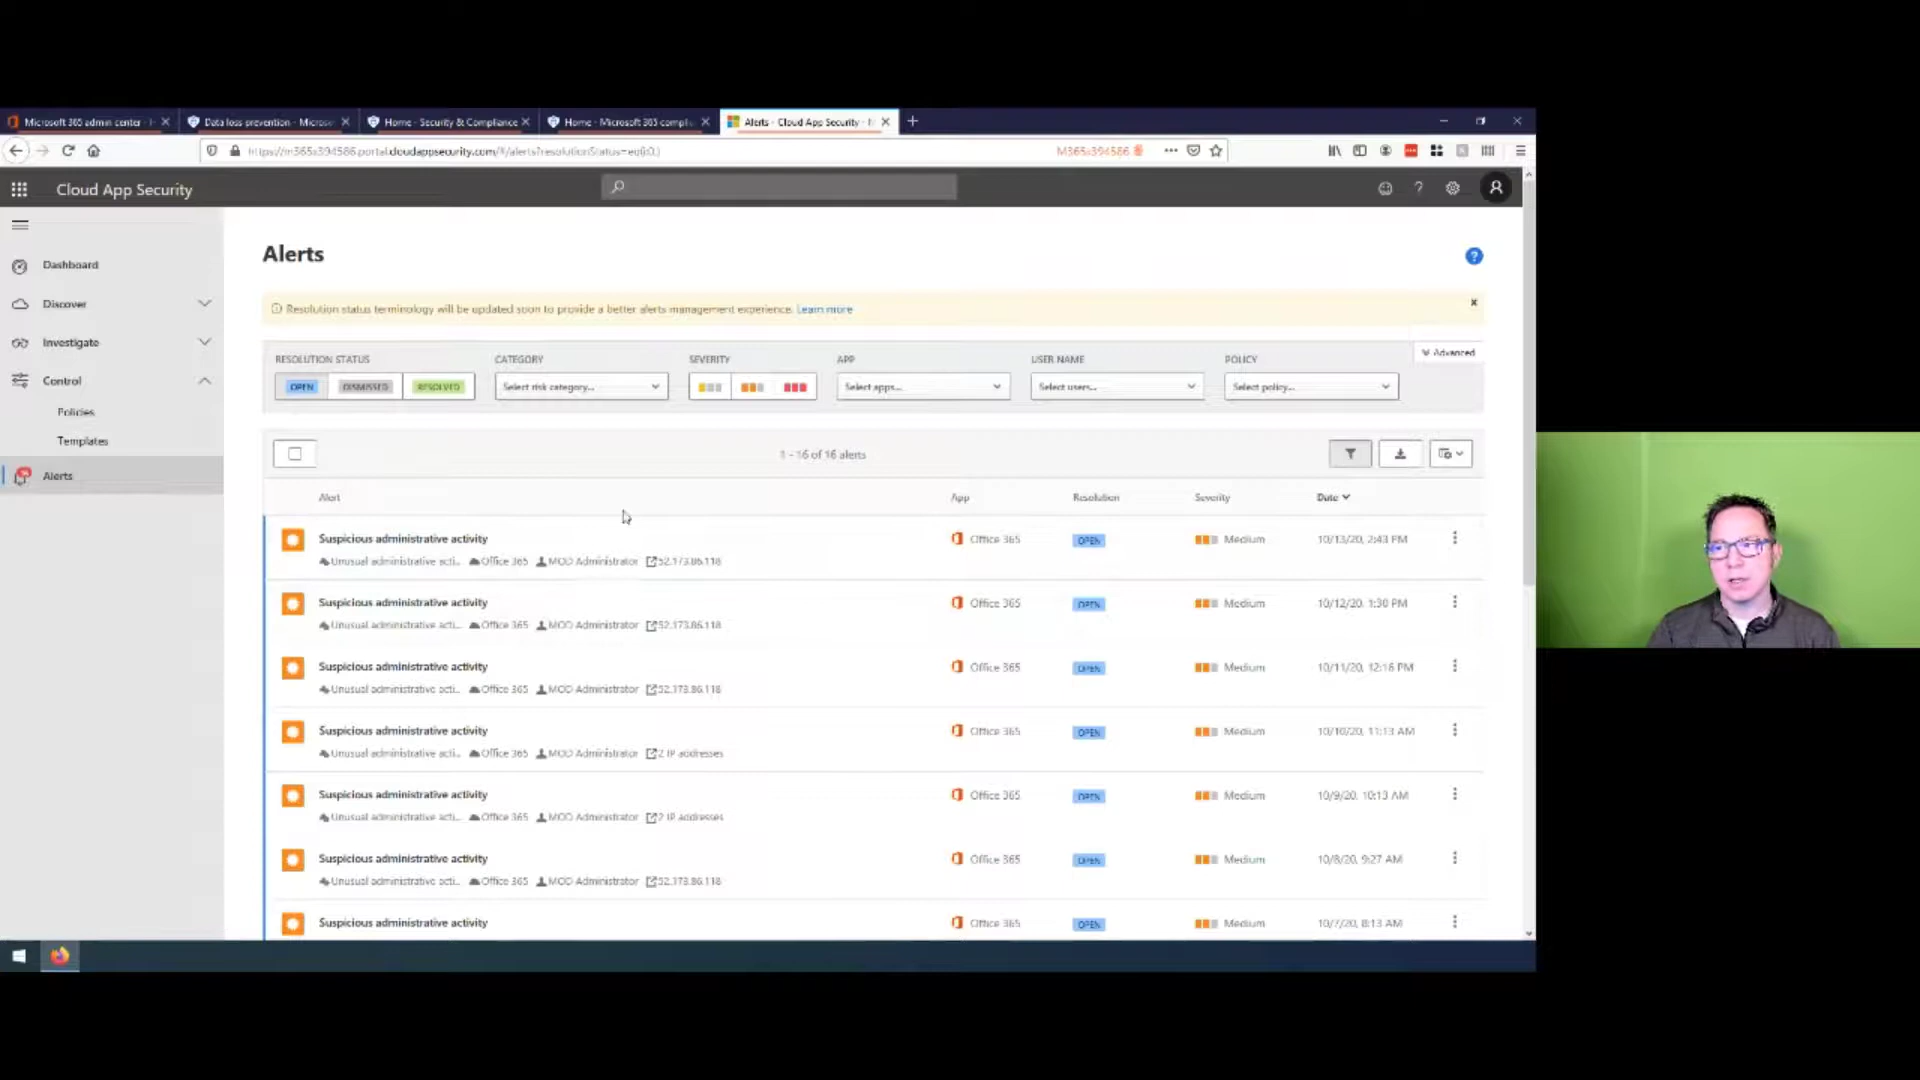 Microsoft 365 admin center -
Data loss prevention - Micros
Home - Security & Compliance
Home - Microsoft 365 compli
Alerts - Cloud App Security -
https://m365x394586.portal.cloudappsecurity.com/#/alerts?resolutionStatus=eq(i:0,)
M365x394586
Cloud App Security
Dashboard
Discover
Investigate
Control
Policies
Templates
Alerts
Alerts
Resolution status terminology will be updated soon to provide a better alerts management experience. Learn more
Advanced
RESOLUTION STATUS CATEGORY SEVERITY APP USER NAME POLICY
OPEN DISMISSED RESOLVED Select risk category... Select apps... Select users... Select policy...
1 - 16 of 16 alerts
Alert App Resolution Severity Date
Suspicious administrative activity Office 365 OPEN Medium 10/13/20, 2:43 PM
Unusual administrative acti... Office 365 MOD Administrator 52.173.86.118
Suspicious administrative activity Office 365 OPEN Medium 10/12/20, 1:30 PM
Unusual administrative acti... Office 365 MOD Administrator 52.173.86.118
Suspicious administrative activity Office 365 OPEN Medium 10/11/20, 12:16 PM
Unusual administrative acti... Office 365 MOD Administrator 52.173.86.118
Suspicious administrative activity Office 365 OPEN Medium 10/10/20, 11:13 AM
Unusual administrative acti... Office 365 MOD Administrator 2 IP addresses
Suspicious administrative activity Office 365 OPEN Medium 10/9/20, 10:13 AM
Unusual administrative acti... Office 365 MOD Administrator 2 IP addresses
Suspicious administrative activity Office 365 OPEN Medium 10/8/20, 9:27 AM
Unusual administrative acti... Office 365 MOD Administrator 52.173.86.118
Suspicious administrative activity Office 365 OPEN Medium 10/7/20, 8:13 AM